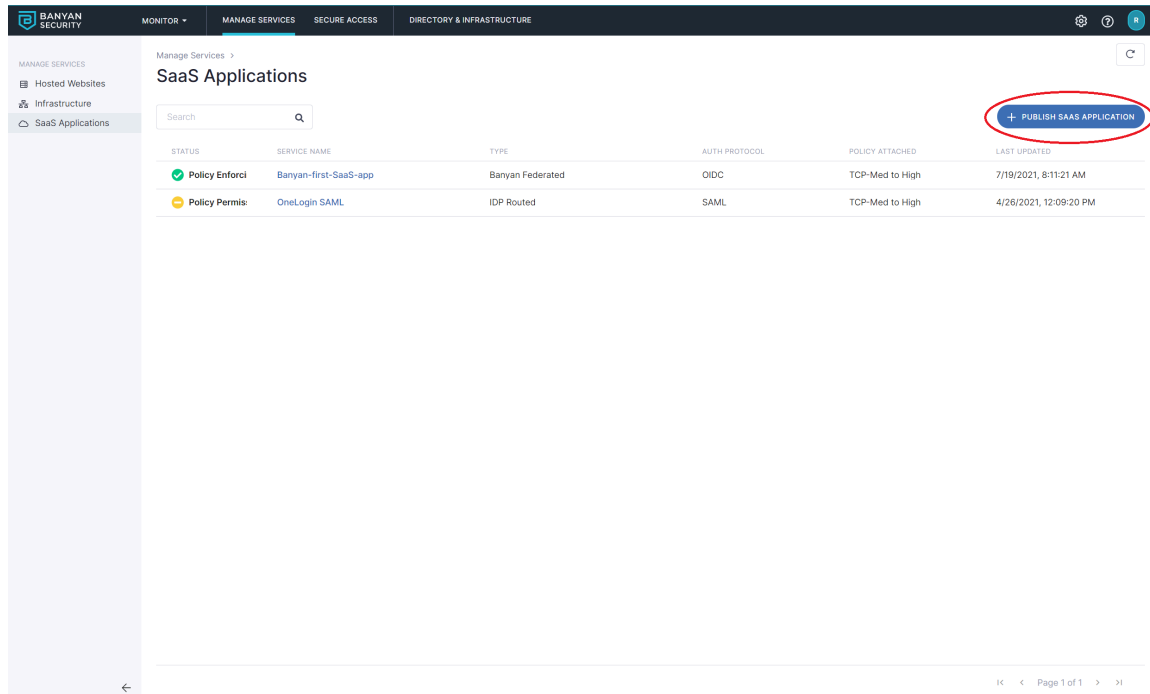 BANYAN
SECURITY
MONITOR
MANAGE SERVICES
SECURE ACCESS
DIRECTORY & INFRASTRUCTURE
R
MANAGE SERVICES
Hosted Websites
Infrastructure
SaaS Applications
Manage Services >
SaaS Applications
Search
+ PUBLISH SAAS APPLICATION
STATUS SERVICE NAME TYPE AUTH PROTOCOL POLICY ATTACHED LAST UPDATED
Policy Enforci Banyan-first-SaaS-app Banyan Federated OIDC TCP-Med to High 7/19/2021, 8:11:21 AM
Policy Permis OneLogin SAML IDP Routed SAML TCP-Med to High 4/26/2021, 12:09:20 PM
Page 1 of 1